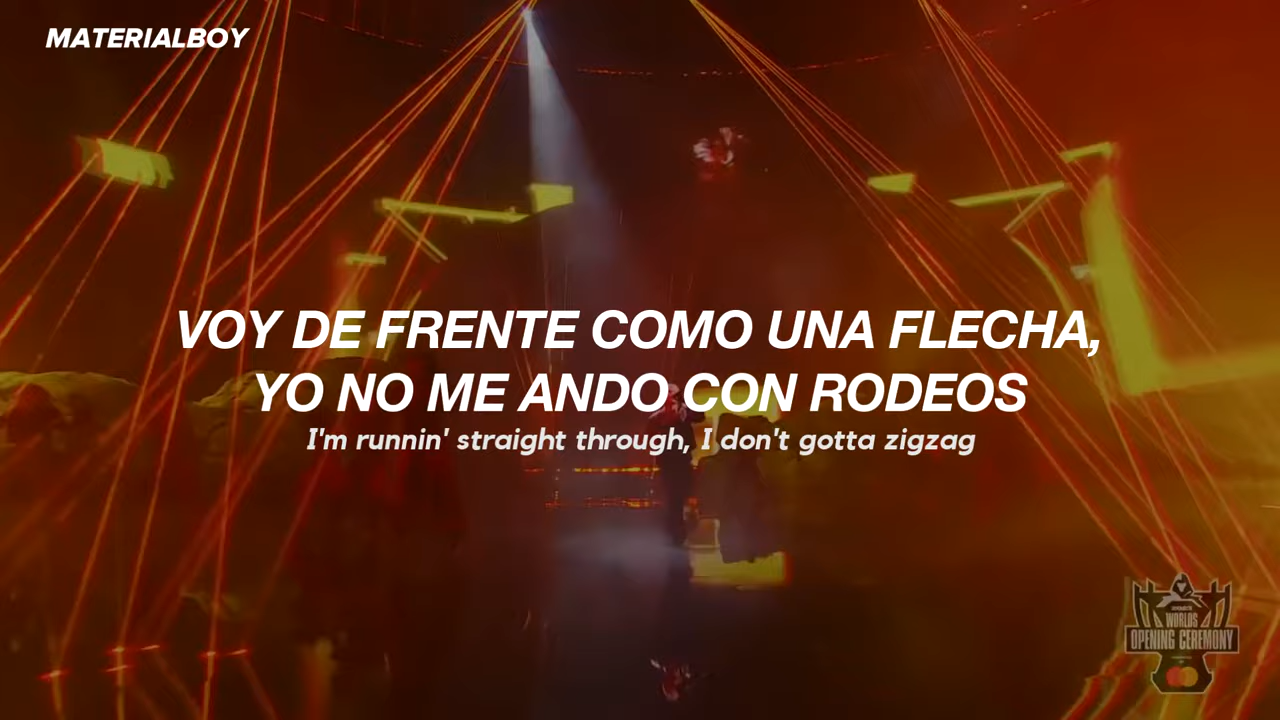 MATERIALBOY
VOY DE FRENTE COMO UNA FLECHA,
YO NO ME ANDO CON RODEOS
I'm runnin' straight through, I don't gotta zigzag
WORLDS
OPENING CEREMONY